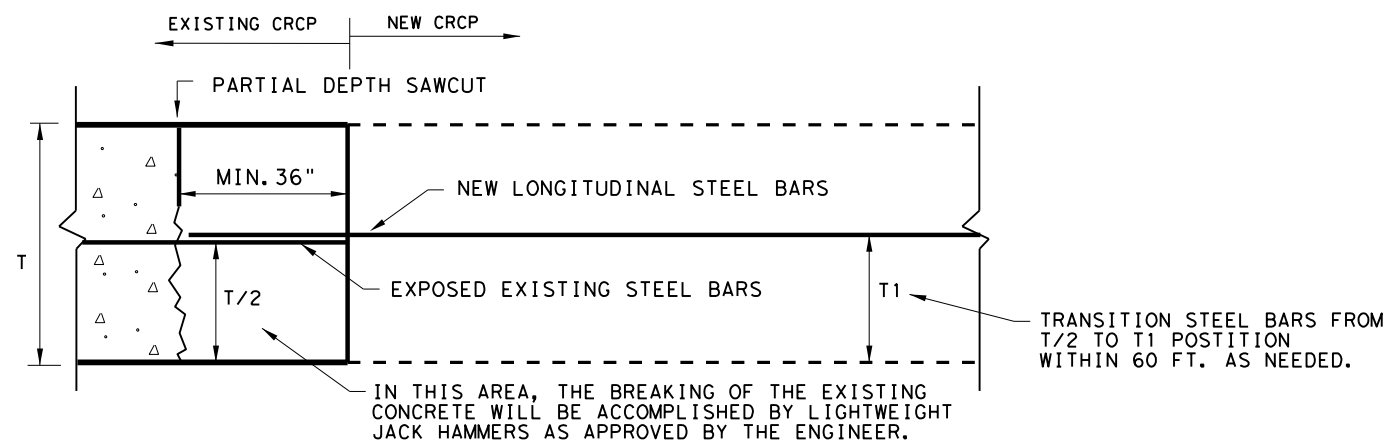 EXISTING CRCP
NEW CRCP
PARTIAL DEPTH SAWCUT
MIN. 36"
NEW LONGITUDINAL STEEL BARS
T
T/2
EXPOSED EXISTING STEEL BARS
T1
TRANSITION STEEL BARS FROM
T/2 TO T1 POSTITION
WITHIN 60 FT. AS NEEDED.
IN THIS AREA, THE BREAKING OF THE EXISTING
CONCRETE WILL BE ACCOMPLISHED BY LIGHTWEIGHT
JACK HAMMERS AS APPROVED BY THE ENGINEER.